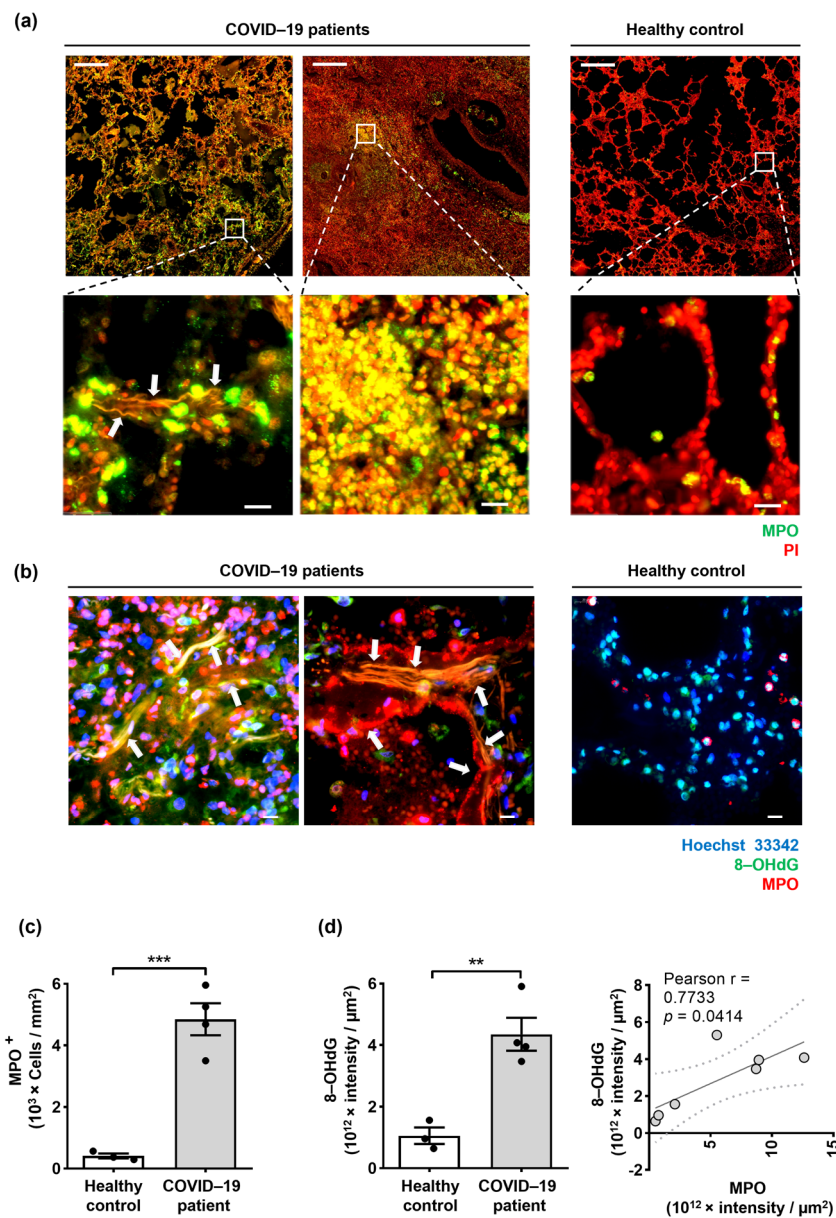 (a)
COVID–19 patients
Healthy control
MPO
PI
(b)
COVID–19 patients
Healthy control
Hoechst 33342
8–OHdG
MPO
(c)
MPO⁺
(10³ × Cells / mm²)
6
4
2
0
***
Healthy
control
COVID–19
patient
(d)
8–OHdG
(10¹² × intensity / µm²)
6
4
2
0
**
Healthy
control
COVID–19
patient
8–OHdG
(10¹² × intensity / µm²)
8
6
4
2
0
-2
Pearson r =
0.7733
p = 0.0414
5
10
15
MPO
(10¹² × intensity / µm²)